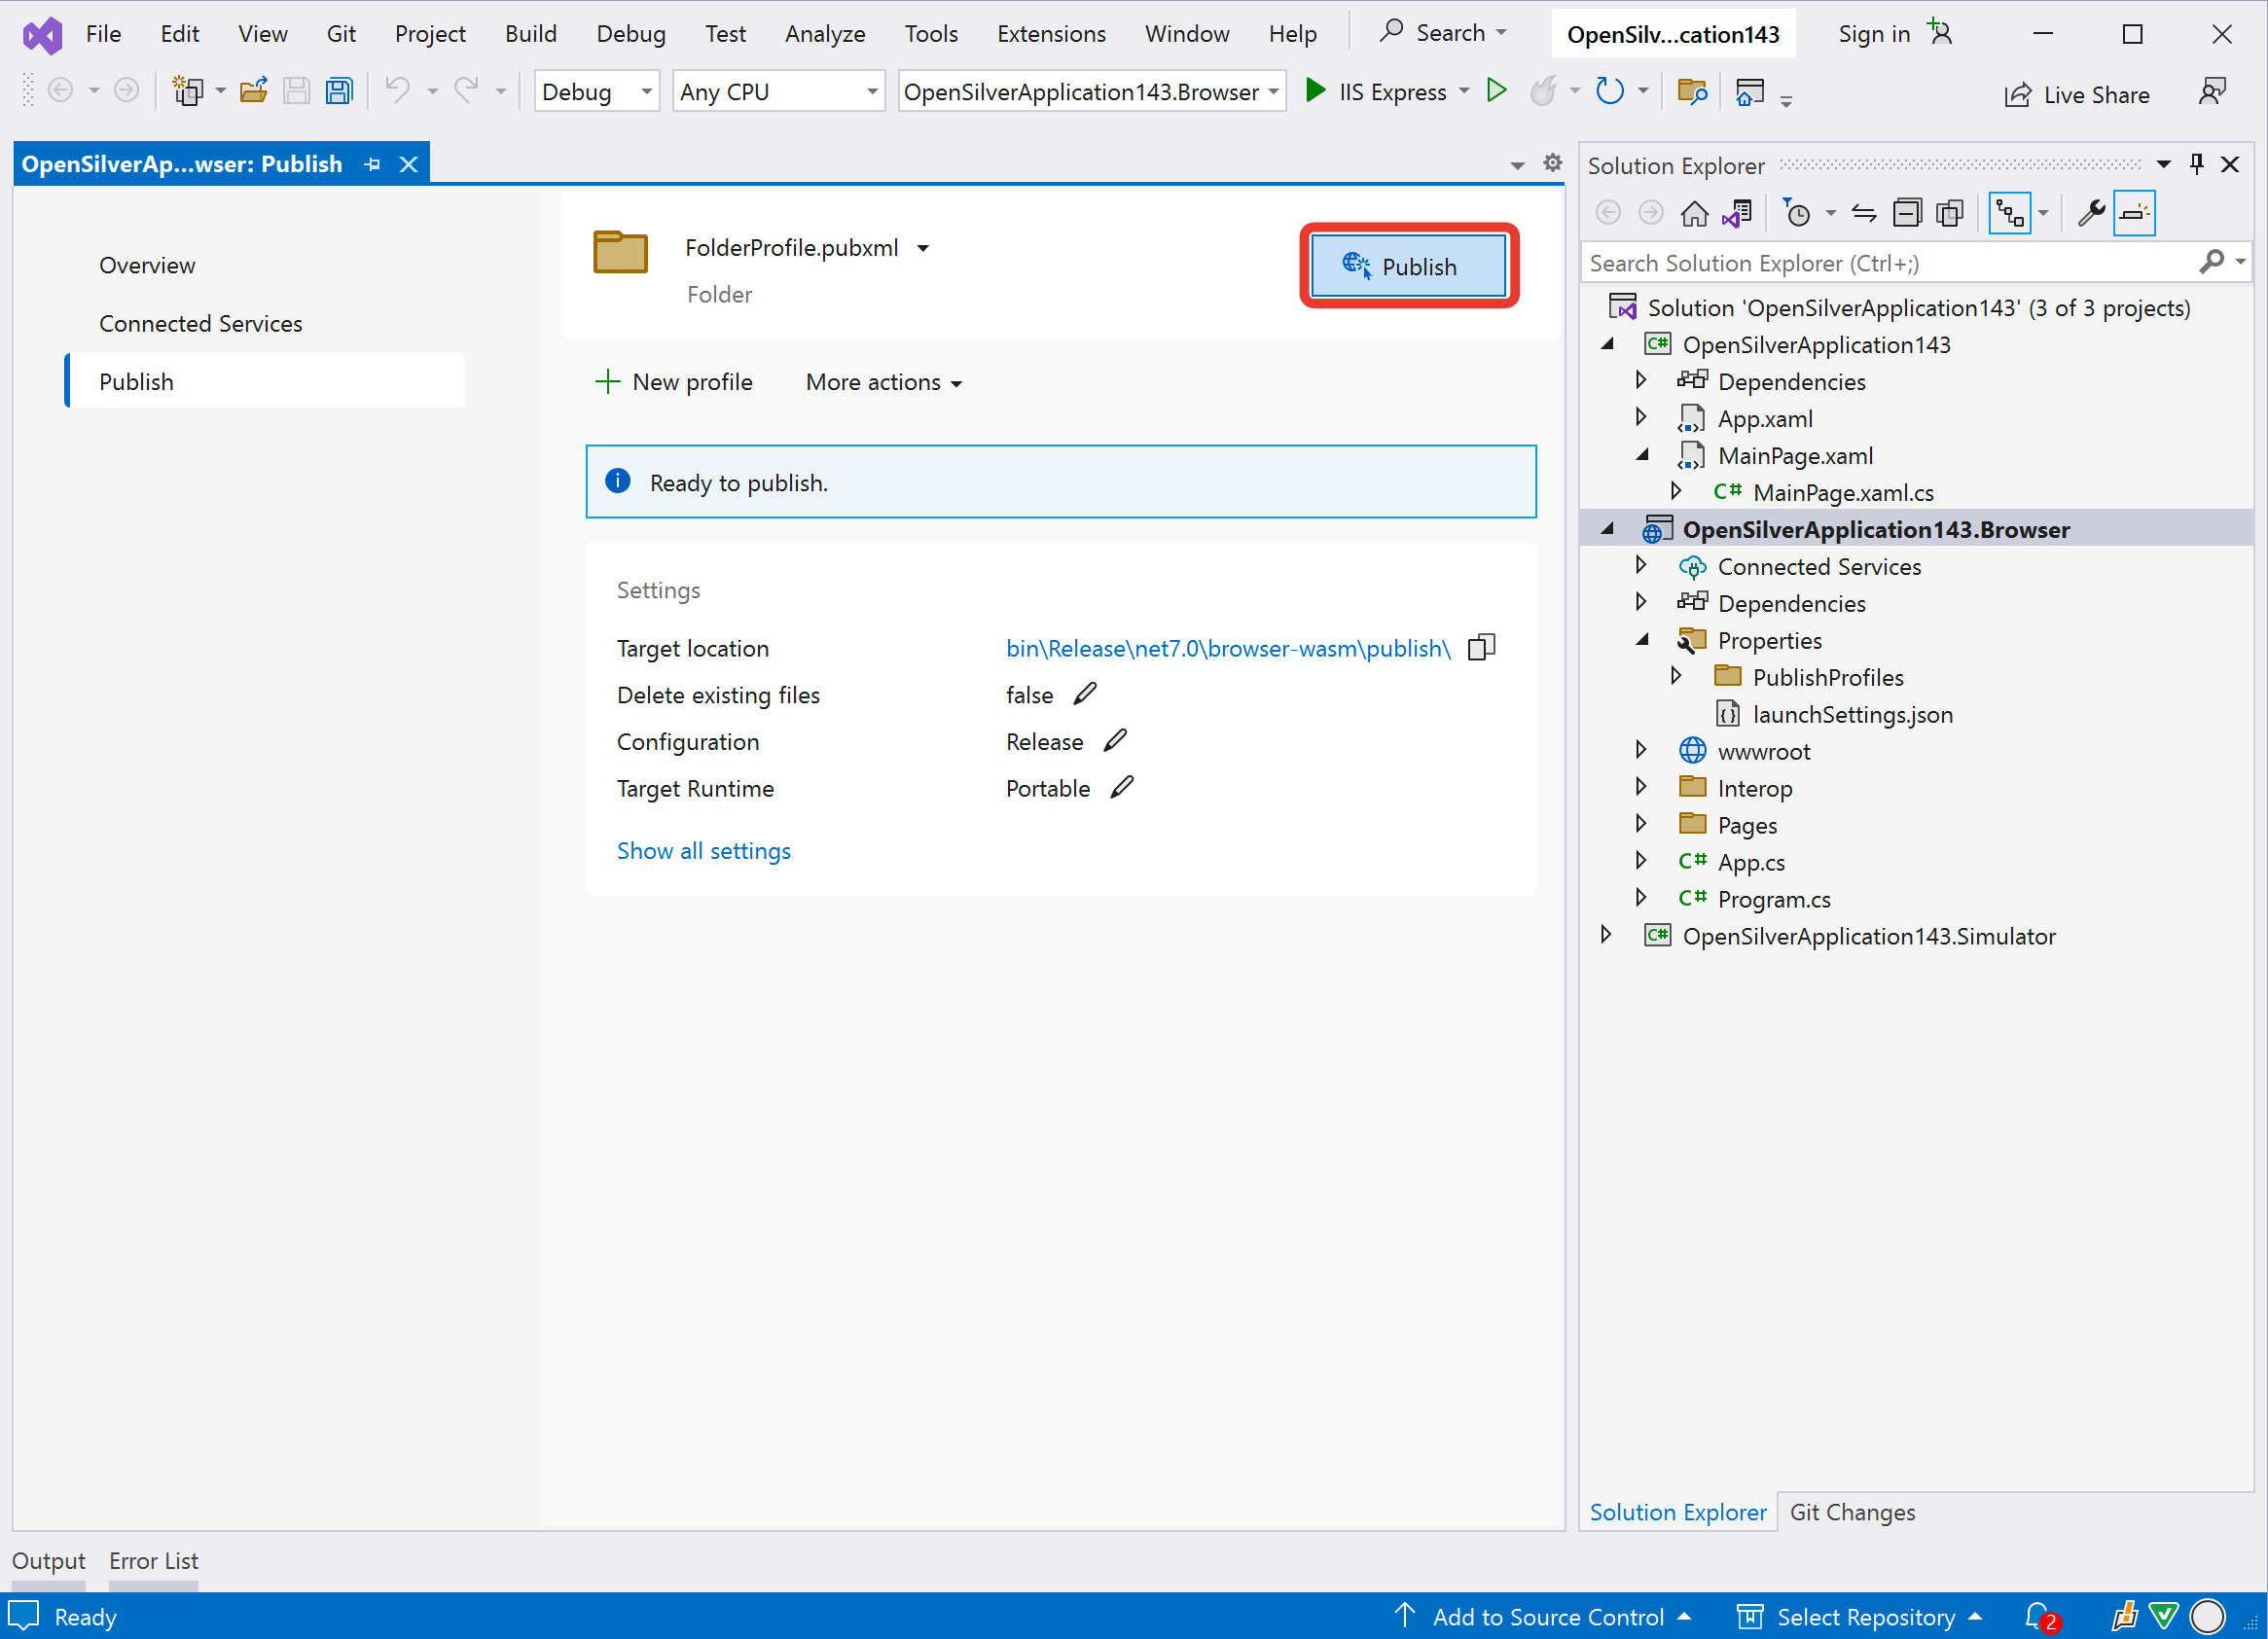 File Edit View Git Project Build Debug Test Analyze Tools Extensions Window Help Search OpenSilv...cation143 Sign in
Debug Any CPU OpenSilverApplication143.Browser IIS Express Live Share
OpenSilverAp...wser: Publish
Overview
Connected Services
Publish
FolderProfile.pubxml
Folder
Publish
New profile More actions
Ready to publish.
Settings
Target location bin\Release\net7.0\browser-wasm\publish\
Delete existing files false
Configuration Release
Target Runtime Portable
Show all settings
Solution Explorer
Search Solution Explorer (Ctrl+;)
Solution 'OpenSilverApplication143' (3 of 3 projects)
C# OpenSilverApplication143
Dependencies
App.xaml
MainPage.xaml
C# MainPage.xaml.cs
OpenSilverApplication143.Browser
Connected Services
Dependencies
Properties
PublishProfiles
launchSettings.json
wwwroot
Interop
Pages
C# App.cs
C# Program.cs
C# OpenSilverApplication143.Simulator
Solution Explorer Git Changes
Output Error List
Ready Add to Source Control Select Repository 2